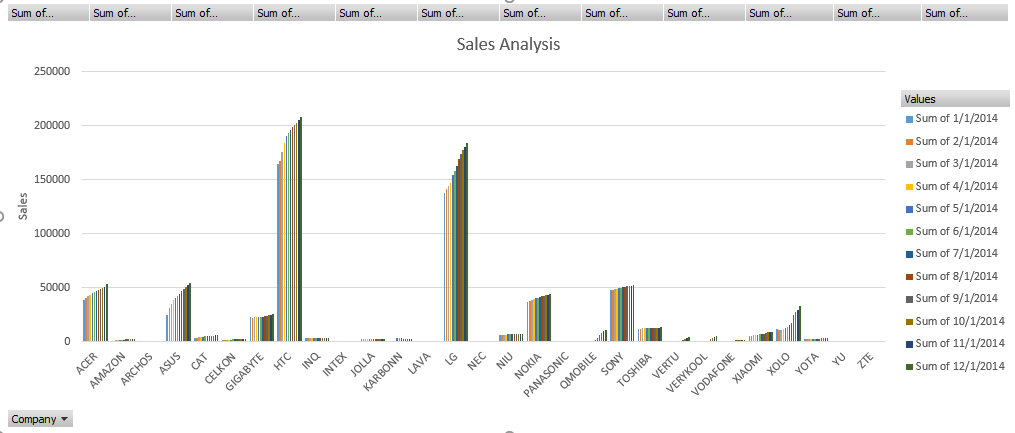 Sum of... Sum of... Sum of... Sum of... Sum of... Sum of... Sum of... Sum of... Sum of... Sum of... Sum of... Sum of...
Sales Analysis
250000
200000
150000
100000
50000
0
Sales
ACER
AMAZON
ARCHOS
ASUS
CAT
CELKON
GIGABYTE
HTC
INQ
INTEX
JOLLA
KARBONN
LAVA
LG
NEC
NIU
NOKIA
PANASONIC
QMOBILE
SONY
TOSHIBA
VERTU
VERYKOOL
VODAFONE
XIAOMI
XOLO
YOTA
YU
ZTE
Values
Sum of 1/1/2014
Sum of 2/1/2014
Sum of 3/1/2014
Sum of 4/1/2014
Sum of 5/1/2014
Sum of 6/1/2014
Sum of 7/1/2014
Sum of 8/1/2014
Sum of 9/1/2014
Sum of 10/1/2014
Sum of 11/1/2014
Sum of 12/1/2014
Company